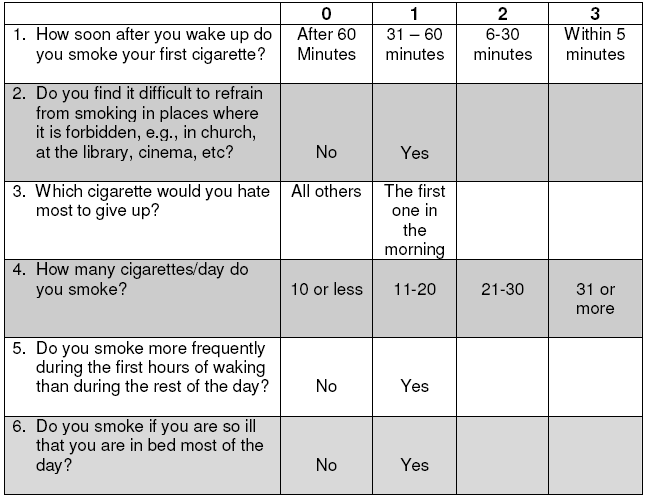 0 1 2 3
1. How soon after you wake up do After 60 31 – 60 6-30 Within 5
you smoke your first cigarette? Minutes minutes minutes minutes
2. Do you find it difficult to refrain
from smoking in places where
it is forbidden, e.g., in church,
at the library, cinema, etc? No Yes
3. Which cigarette would you hate All others The first
most to give up? one in
the
morning
4. How many cigarettes/day do
you smoke? 10 or less 11-20 21-30 31 or
more
5. Do you smoke more frequently
during the first hours of waking
than during the rest of the day? No Yes
6. Do you smoke if you are so ill
that you are in bed most of the
day? No Yes